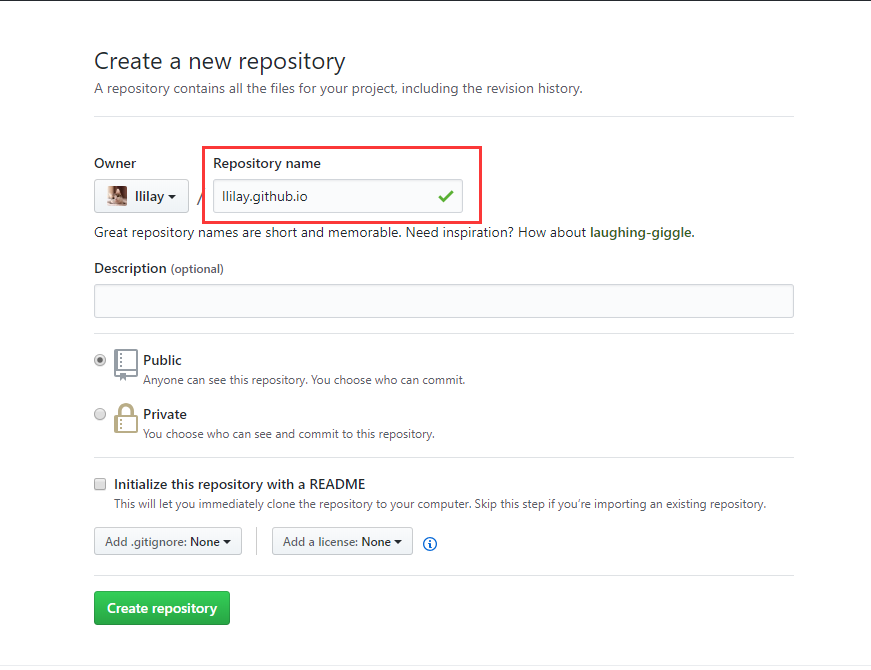 Create a new repository
A repository contains all the files for your project, including the revision history.
Owner
Repository name
llilay
/
llilay.github.io
Great repository names are short and memorable. Need inspiration? How about laughing-giggle.
Description (optional)
Public
Anyone can see this repository. You choose who can commit.
Private
You choose who can see and commit to this repository.
Initialize this repository with a README
This will let you immediately clone the repository to your computer. Skip this step if you’re importing an existing repository.
Add .gitignore: None
Add a license: None
Create repository